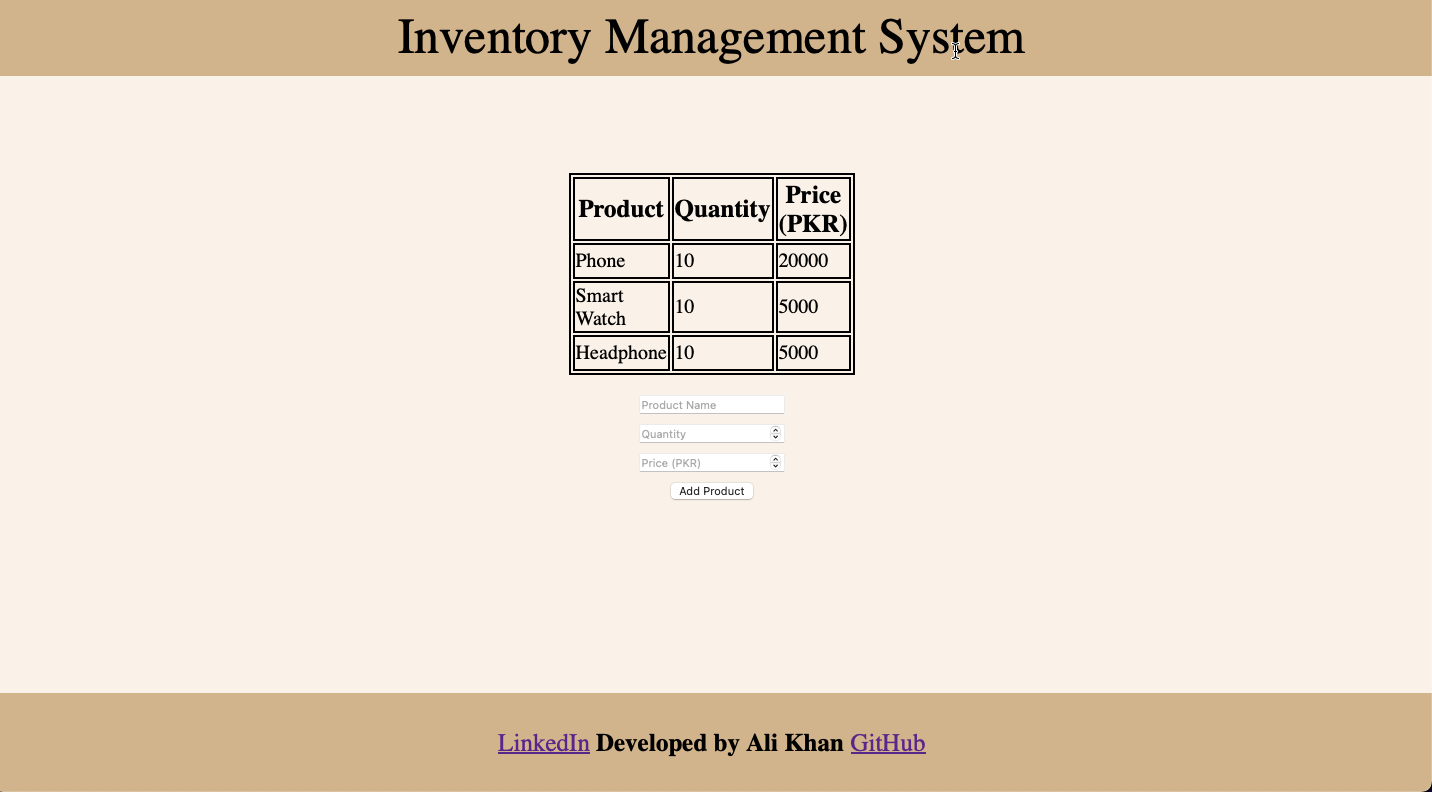 Inventory Management System
Product Quantity Price (PKR)
Phone 10 20000
Smart Watch 10 5000
Headphone 10 5000
Product Name
Quantity
Price (PKR)
Add Product
LinkedIn Developed by Ali Khan GitHub